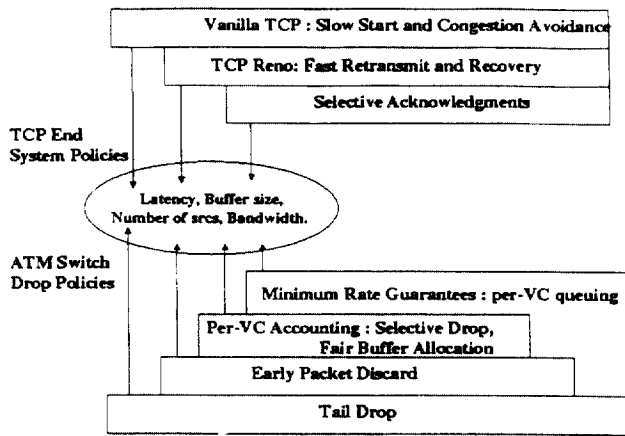 Vanilla TCP : Slow Start and Congestion Avoidance
TCP Reno: Fast Retransmit and Recovery
Selective Acknowledgments
TCP End
System Policies
Latency, Buffer size,
Number of srcs, Bandwidth.
ATM Switch
Drop Policies
Minimum Rate Guarantees : per-VC queuing
Per-VC Accounting : Selective Drop,
Fair Buffer Allocation
Early Packet Discard
Tail Drop